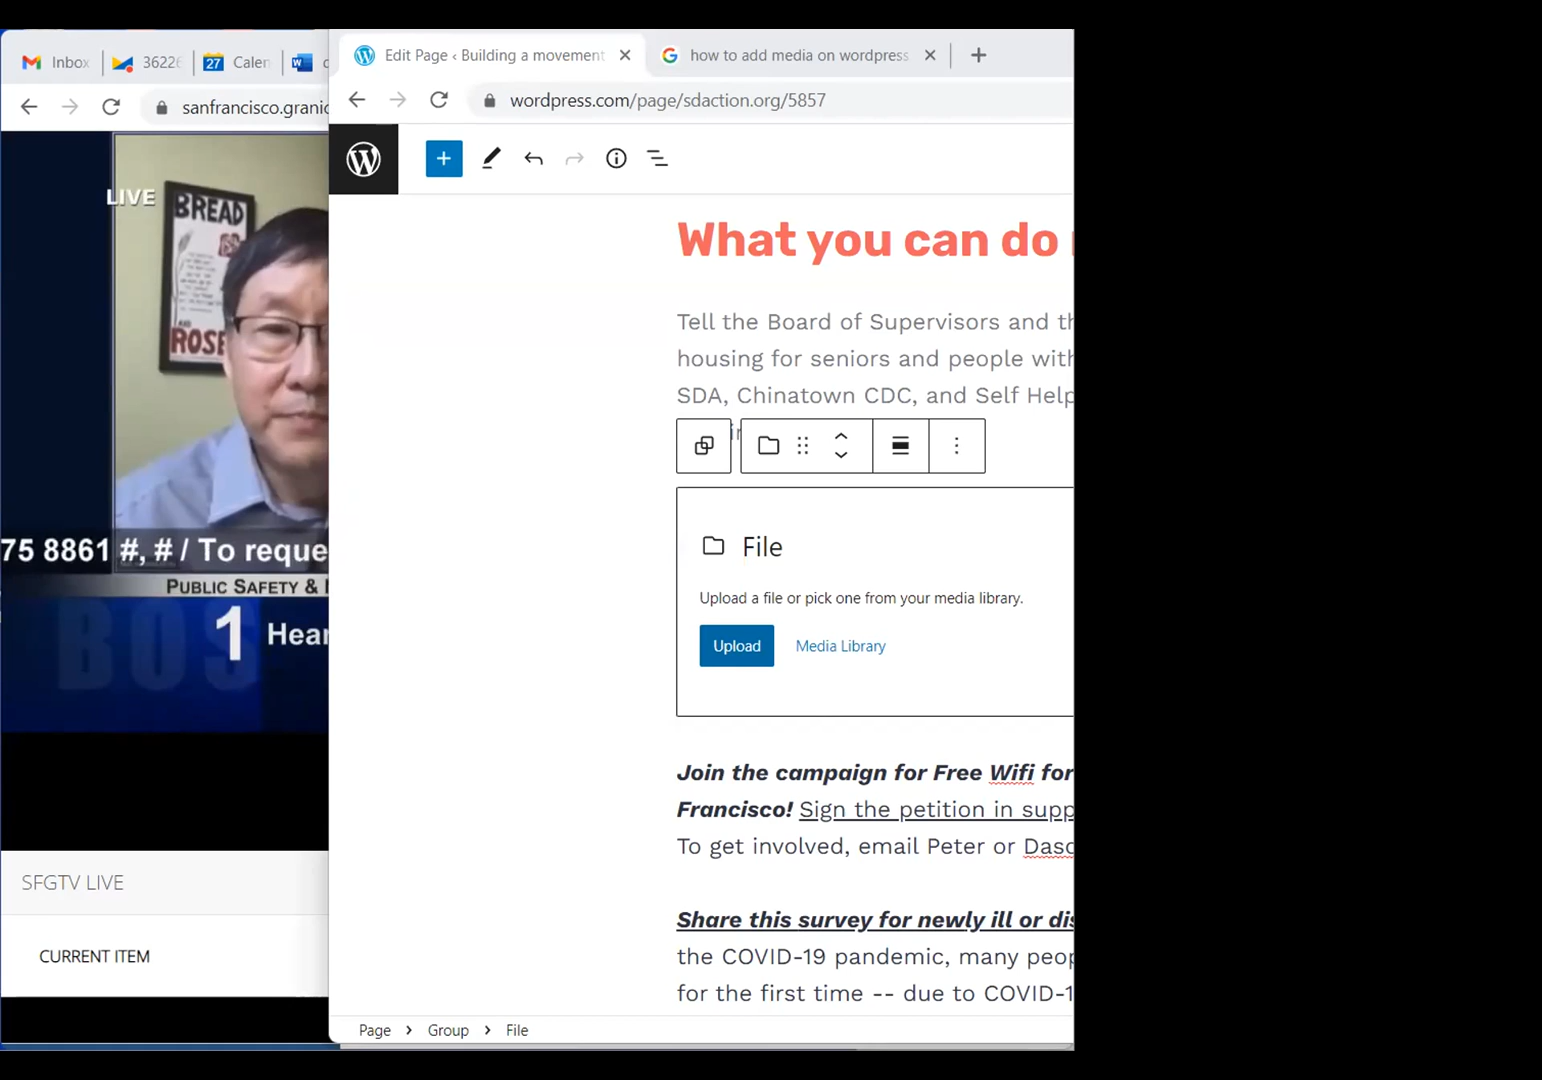 Inbox
36226
Calen
sanfrancisco.granic
LIVE
BREAD
AND
ROSE
75 8861 #, # / To reque
PUBLIC SAFETY &
BOS
1 Hear
SFGTV LIVE
CURRENT ITEM
Edit Page ‹ Building a movement
how to add media on wordpress
wordpress.com/page/sdaction.org/5857
What you can do
Tell the Board of Supervisors and th
housing for seniors and people with
SDA, Chinatown CDC, and Self Help
File
Upload a file or pick one from your media library.
Upload Media Library
Join the campaign for Free Wifi for
Francisco! Sign the petition in supp
To get involved, email Peter or Dasc
Share this survey for newly ill or dis
the COVID-19 pandemic, many peop
for the first time -- due to COVID-1
Page > Group > File